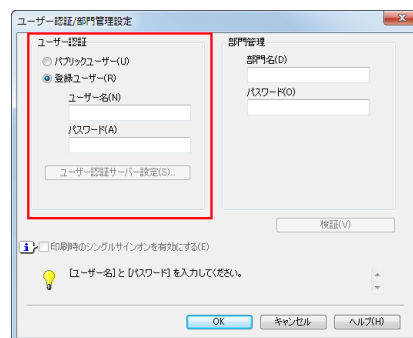 ユーザー認証/部門管理設定
ユーザー認証
パブリックユーザー(U)
登録ユーザー(R)
ユーザー名(N)
パスワード(A)
ユーザー認証サーバー設定(S)...
部門管理
部門名(D)
パスワード(O)
検証(V)
印刷時のシングルサインオンを有効にする(E)
[ユーザー名] と [パスワード] を入力してください。
OK
キャンセル
ヘルプ(H)